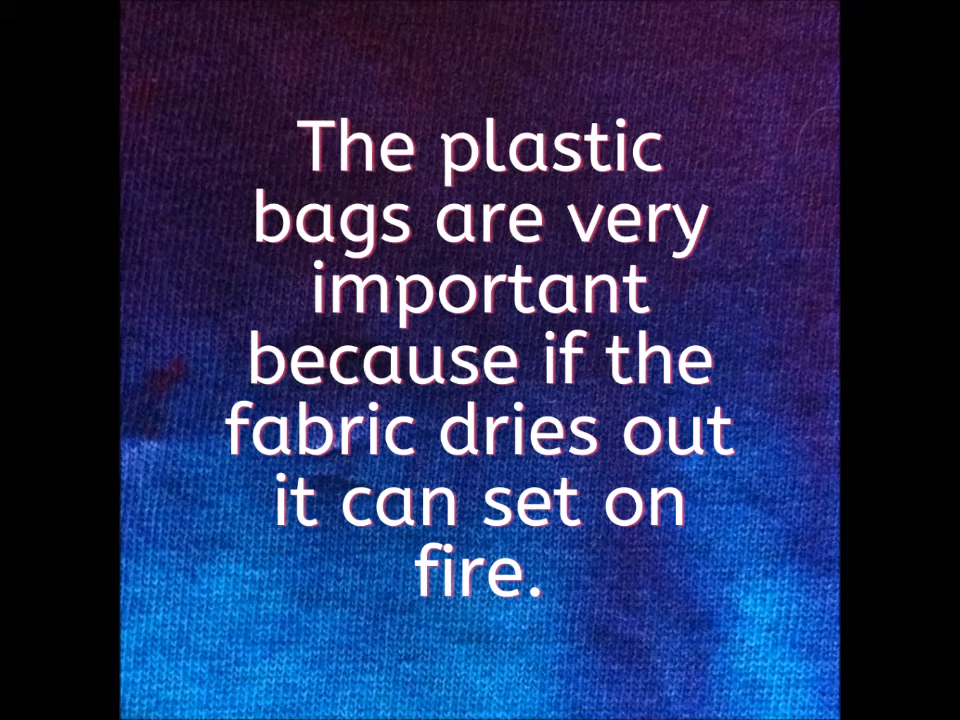 The plastic
bags are very
important
because if the
fabric dries out
it can set on
fire.